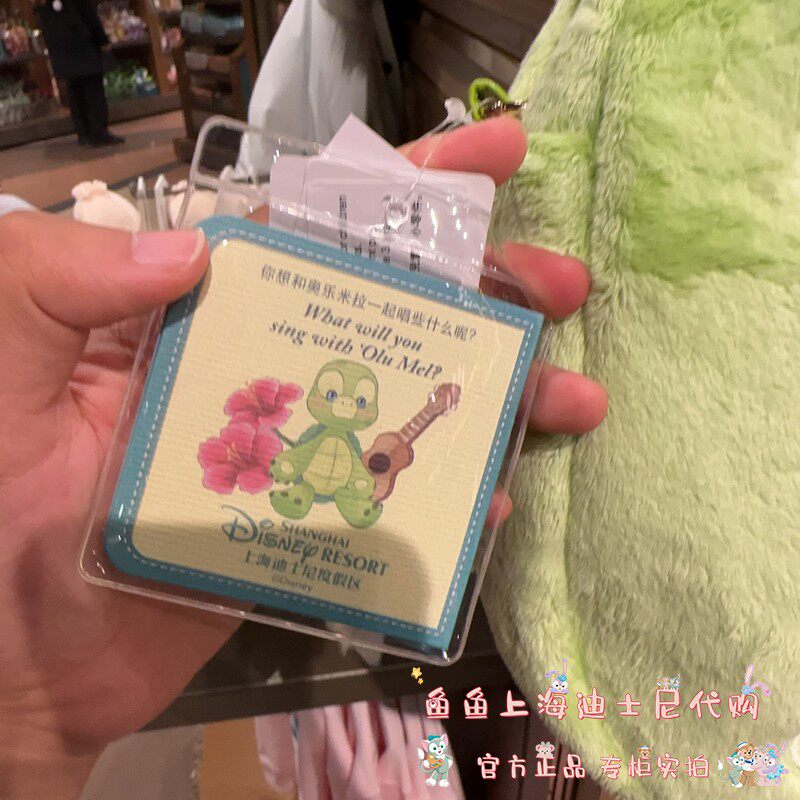 你想和奥乐米拉一起唱些什么呢?
What will you
sing with 'Olu Mel?
SHANGHAI
DISNEY RESORT
上海迪士尼度假区
©Disney
鱼鱼上海迪士尼代购
官方正品 专柜实拍